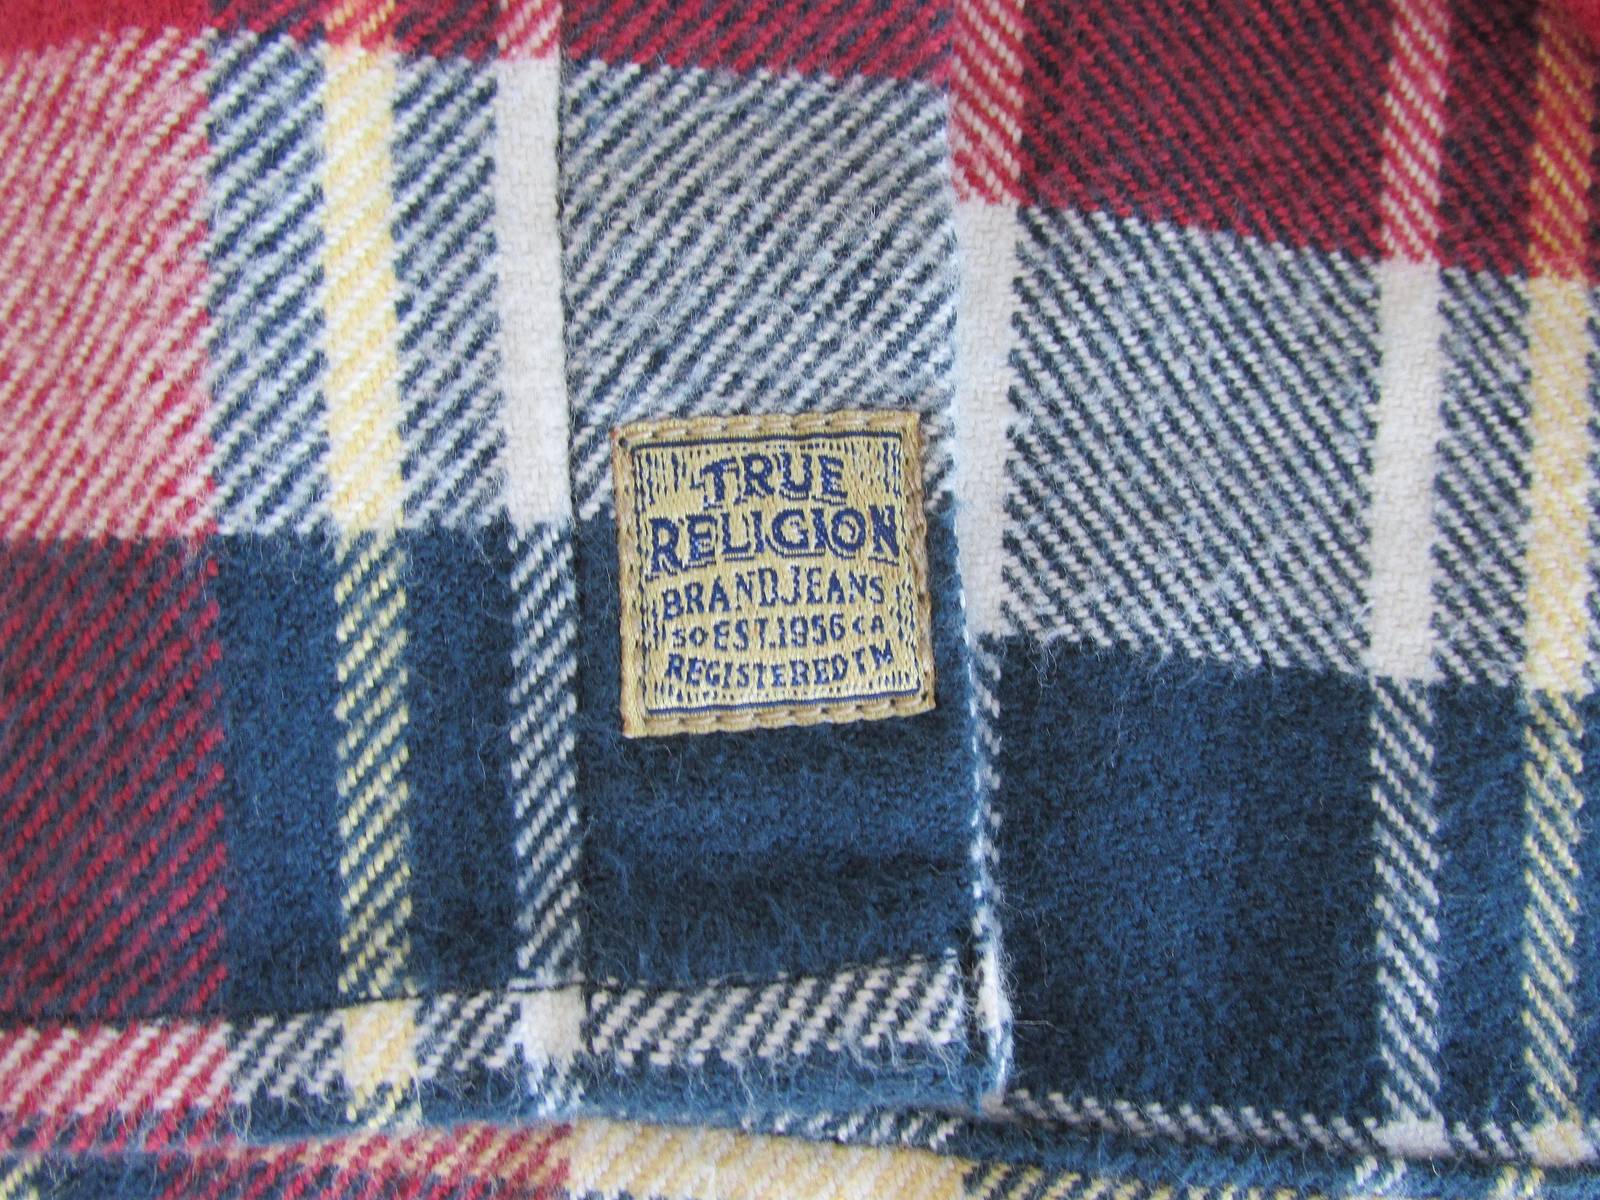 TRUE
RELIGION
BRAND JEANS
SO EST.1956 CA
REGISTERED TM